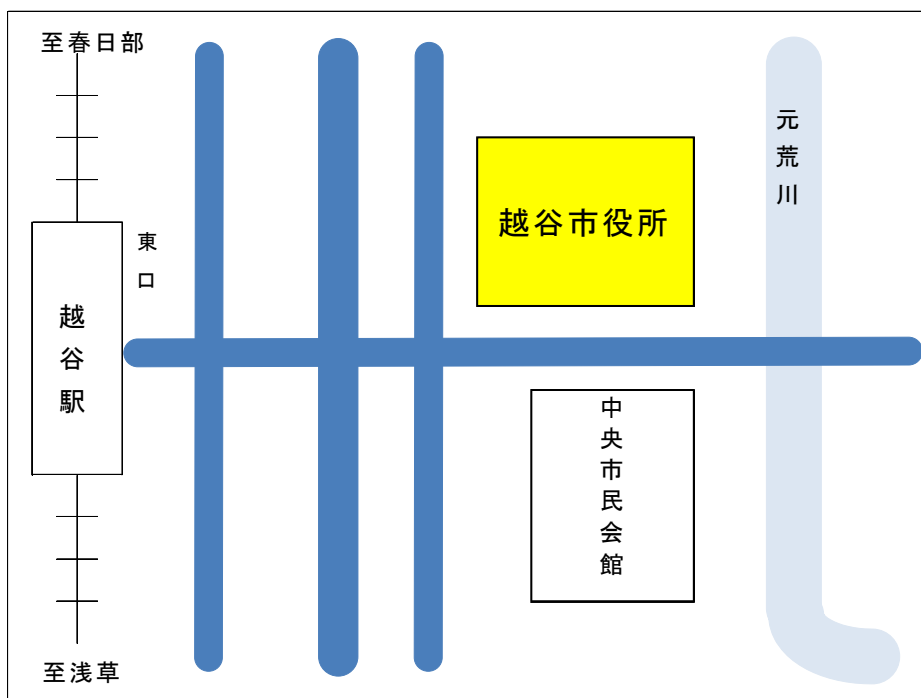 至春日部
東口
越谷駅
至浅草
越谷市役所
中央市民会館
元荒川